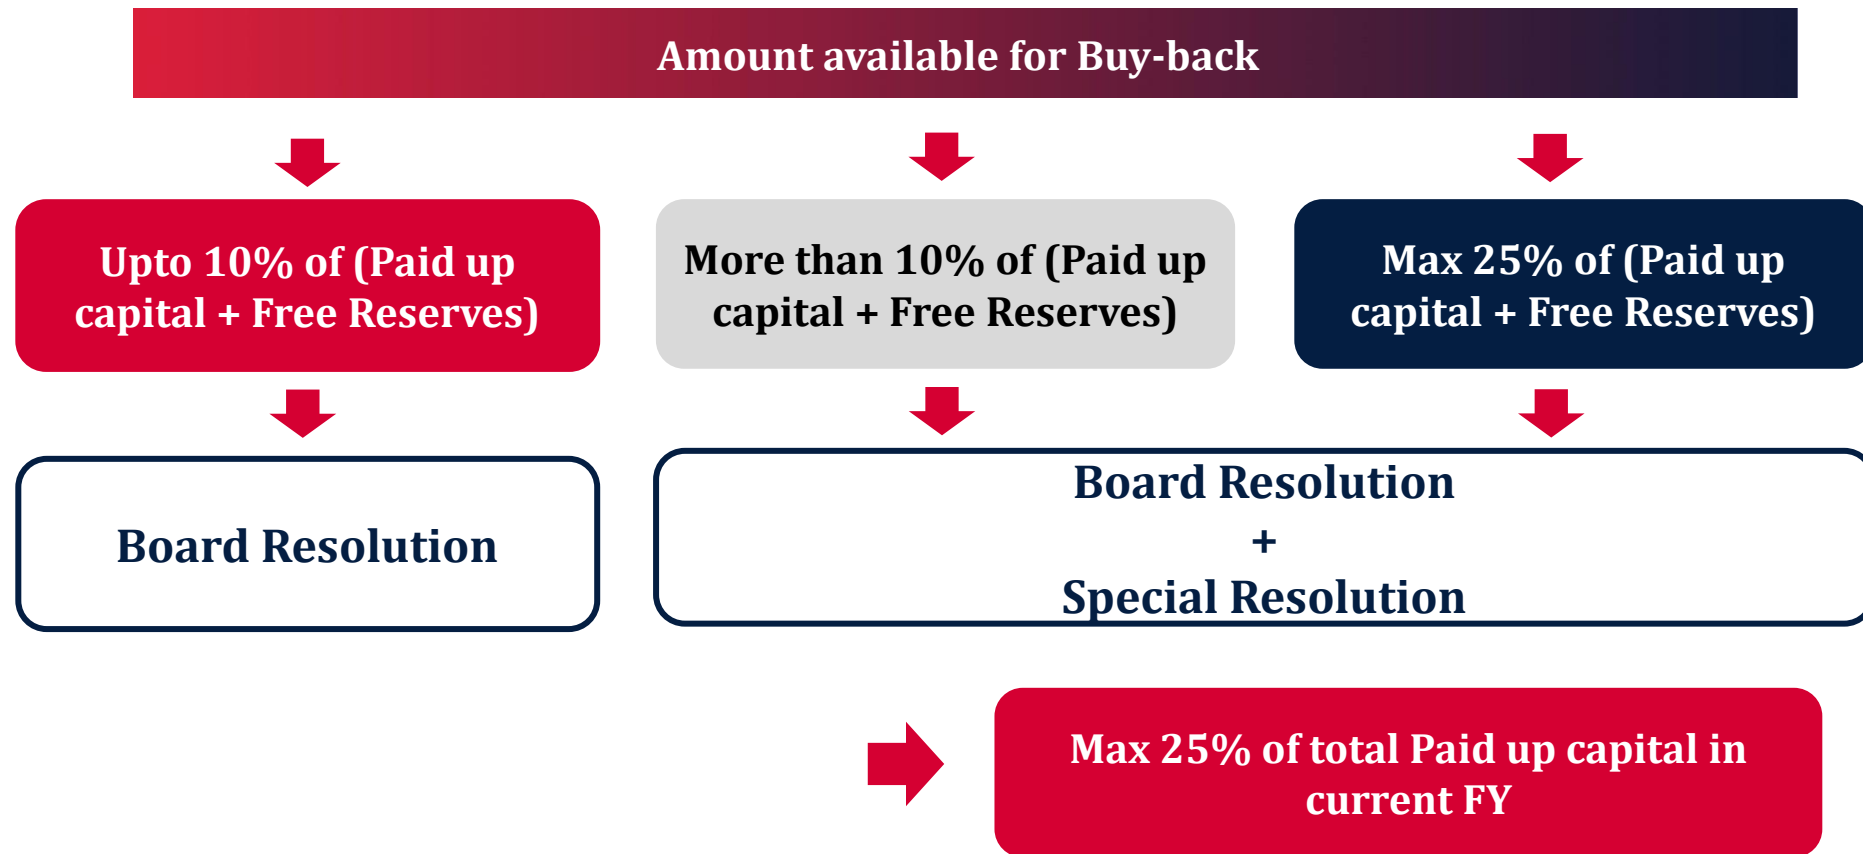 Amount available for Buy-back
Upto 10% of (Paid up
capital + Free Reserves)
More than 10% of (Paid up
capital + Free Reserves)
Max 25% of (Paid up
capital + Free Reserves)
Board Resolution
Board Resolution
+
Special Resolution
Max 25% of total Paid up capital in
current FY